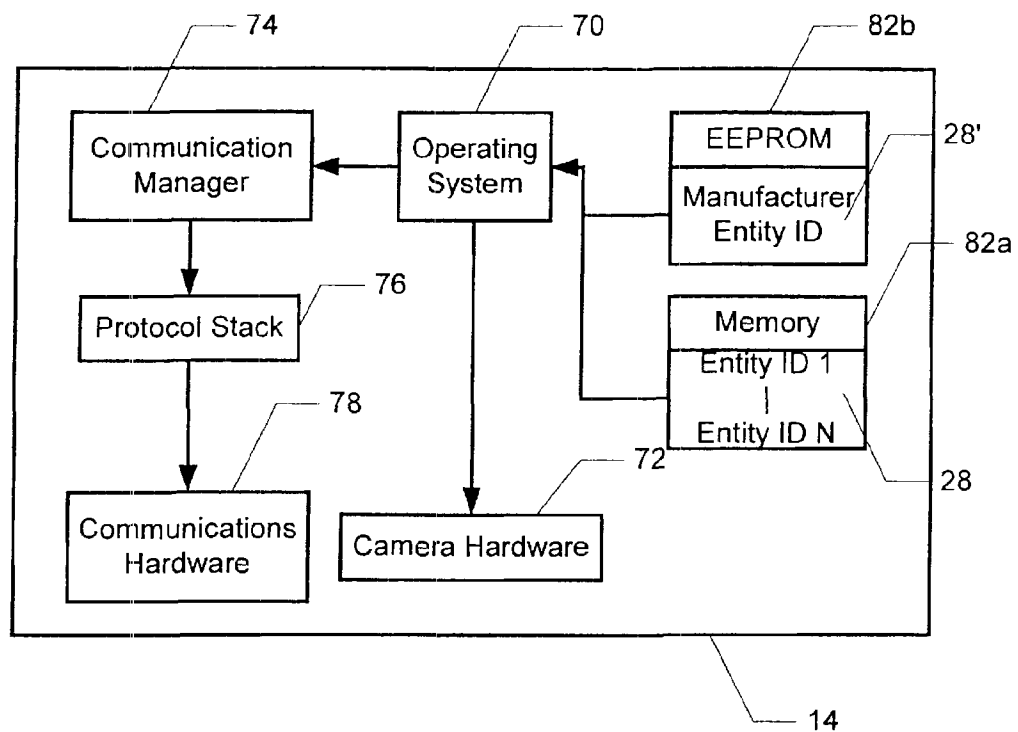 74
70
82b
Communication
Manager
Operating
System
EEPROM
Manufacturer
Entity ID
28'
82a
Protocol Stack
76
Memory
Entity ID 1
Entity ID N
28
78
72
Communications
Hardware
Camera Hardware
14